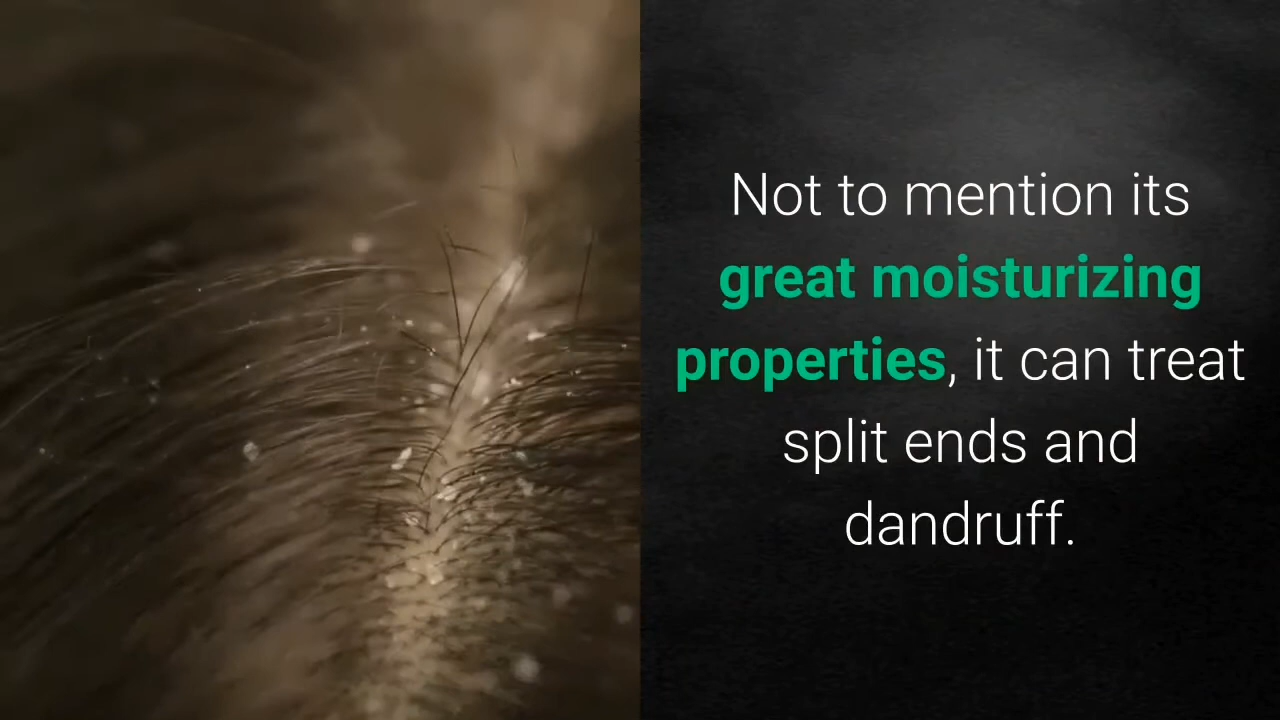 Not to mention its
great moisturizing
properties, it can treat
split ends and
dandruff.